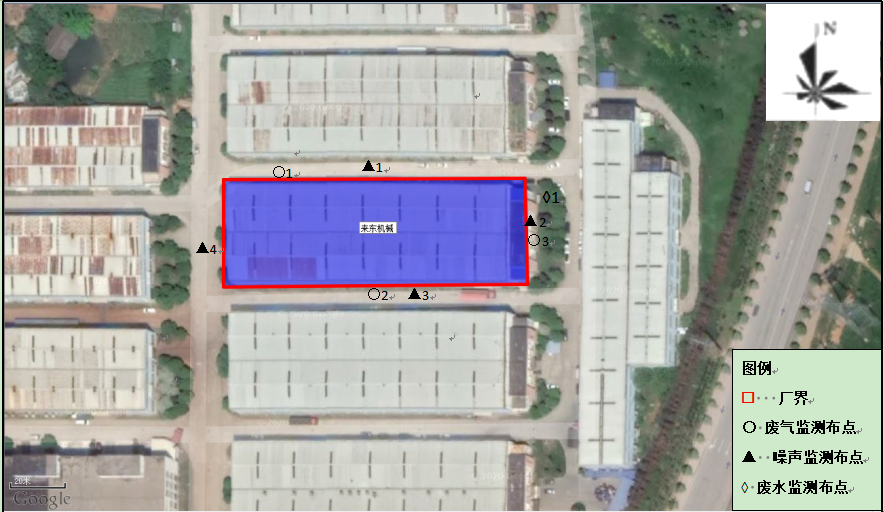 N
○1
▲1
◊1
▲2
来东机械
○3
▲4
○2
▲3
图例
□···厂界
○·废气监测布点
▲··噪声监测布点
◊·废水监测布点
20米
Google